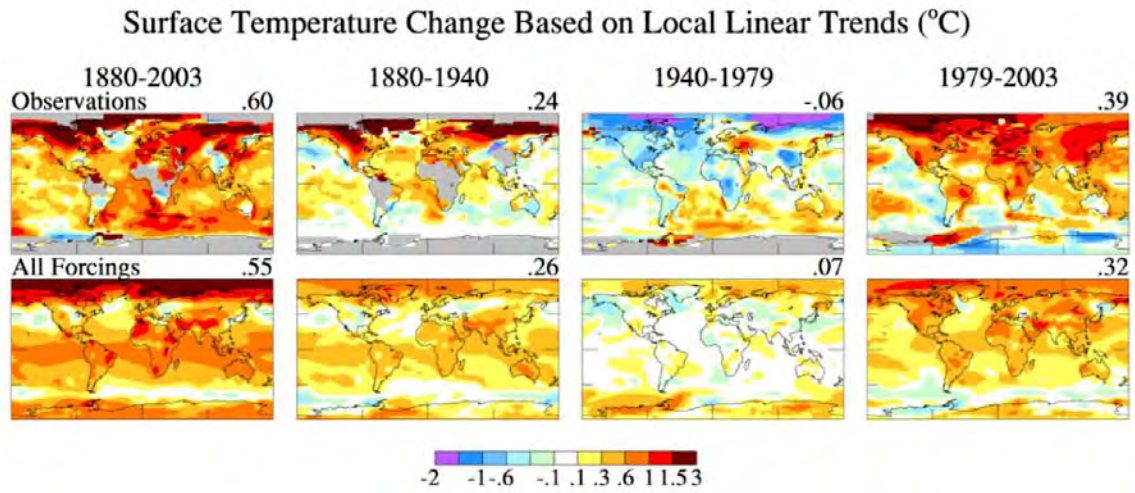 Surface Temperature Change Based on Local Linear Trends (°C)
1880-2003 1880-1940 1940-1979 1979-2003
Observations .60 .24 -.06 .39
All Forcings .55 .26 .07 .32
-2 -1 -.6 -.1 .1 .3 .6 1 1.5 3